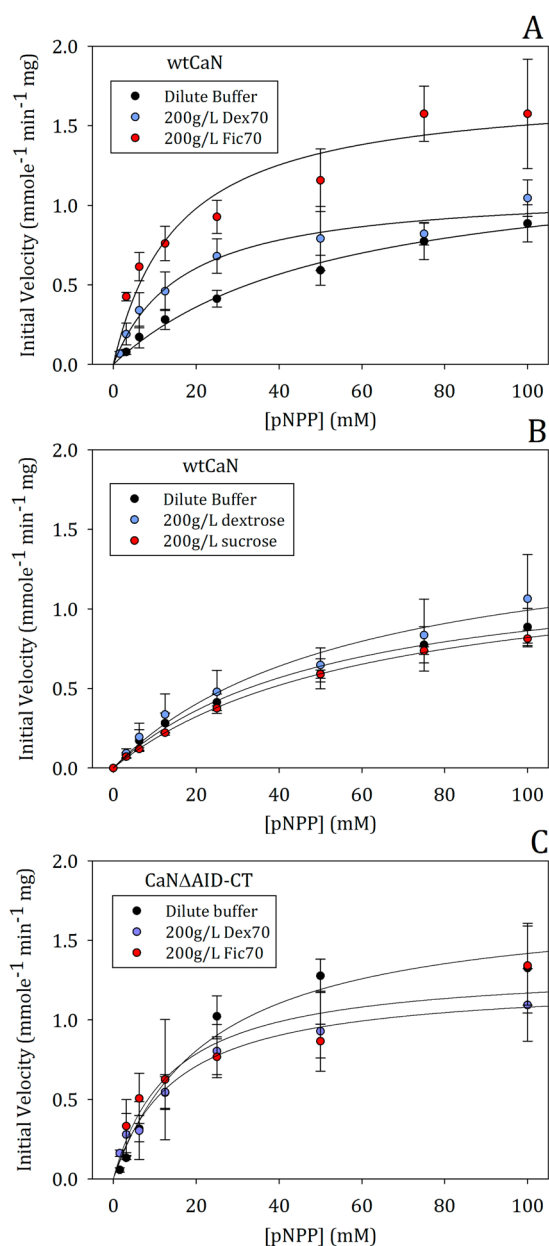 A
wtCaN
Dilute Buffer
200g/L Dex70
200g/L Fic70
Initial Velocity (mmole⁻¹ min⁻¹ mg)
2.0
1.5
1.0
0.5
0.0
0 20 40 60 80 100
[pNPP] (mM)
B
wtCaN
Dilute Buffer
200g/L dextrose
200g/L sucrose
Initial Velocity (mmole⁻¹ min⁻¹ mg)
2.0
1.5
1.0
0.5
0.0
0 20 40 60 80 100
[pNPP] (mM)
C
CaNΔAID-CT
Dilute buffer
200g/L Dex70
200g/L Fic70
Initial Velocity (mmole⁻¹ min⁻¹ mg)
2.0
1.5
1.0
0.5
0.0
0 20 40 60 80 100
[pNPP] (mM)